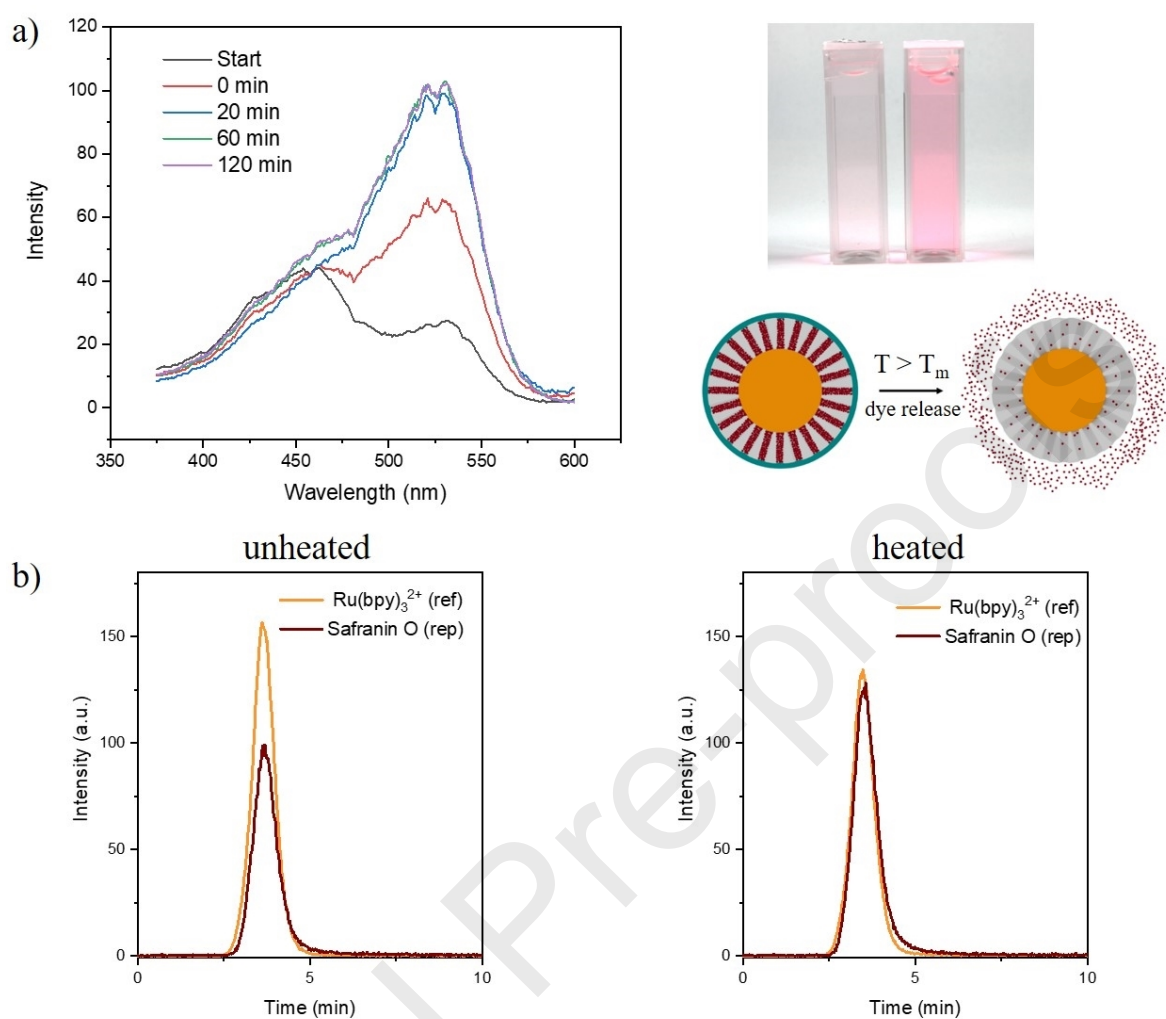 a)
120
100
80
60
40
20
0
Intensity
Start
0 min
20 min
60 min
120 min
350
400
450
500
550
600
Wavelength (nm)
T > Tₘ
dye release
b)
unheated
Ru(bpy)₃²⁺ (ref)
Safranin O (rep)
150
100
50
0
Intensity (a.u.)
0
5
10
Time (min)
heated
Ru(bpy)₃²⁺ (ref)
Safranin O (rep)
150
100
50
0
Intensity (a.u.)
0
5
10
Time (min)
Pre-proofs